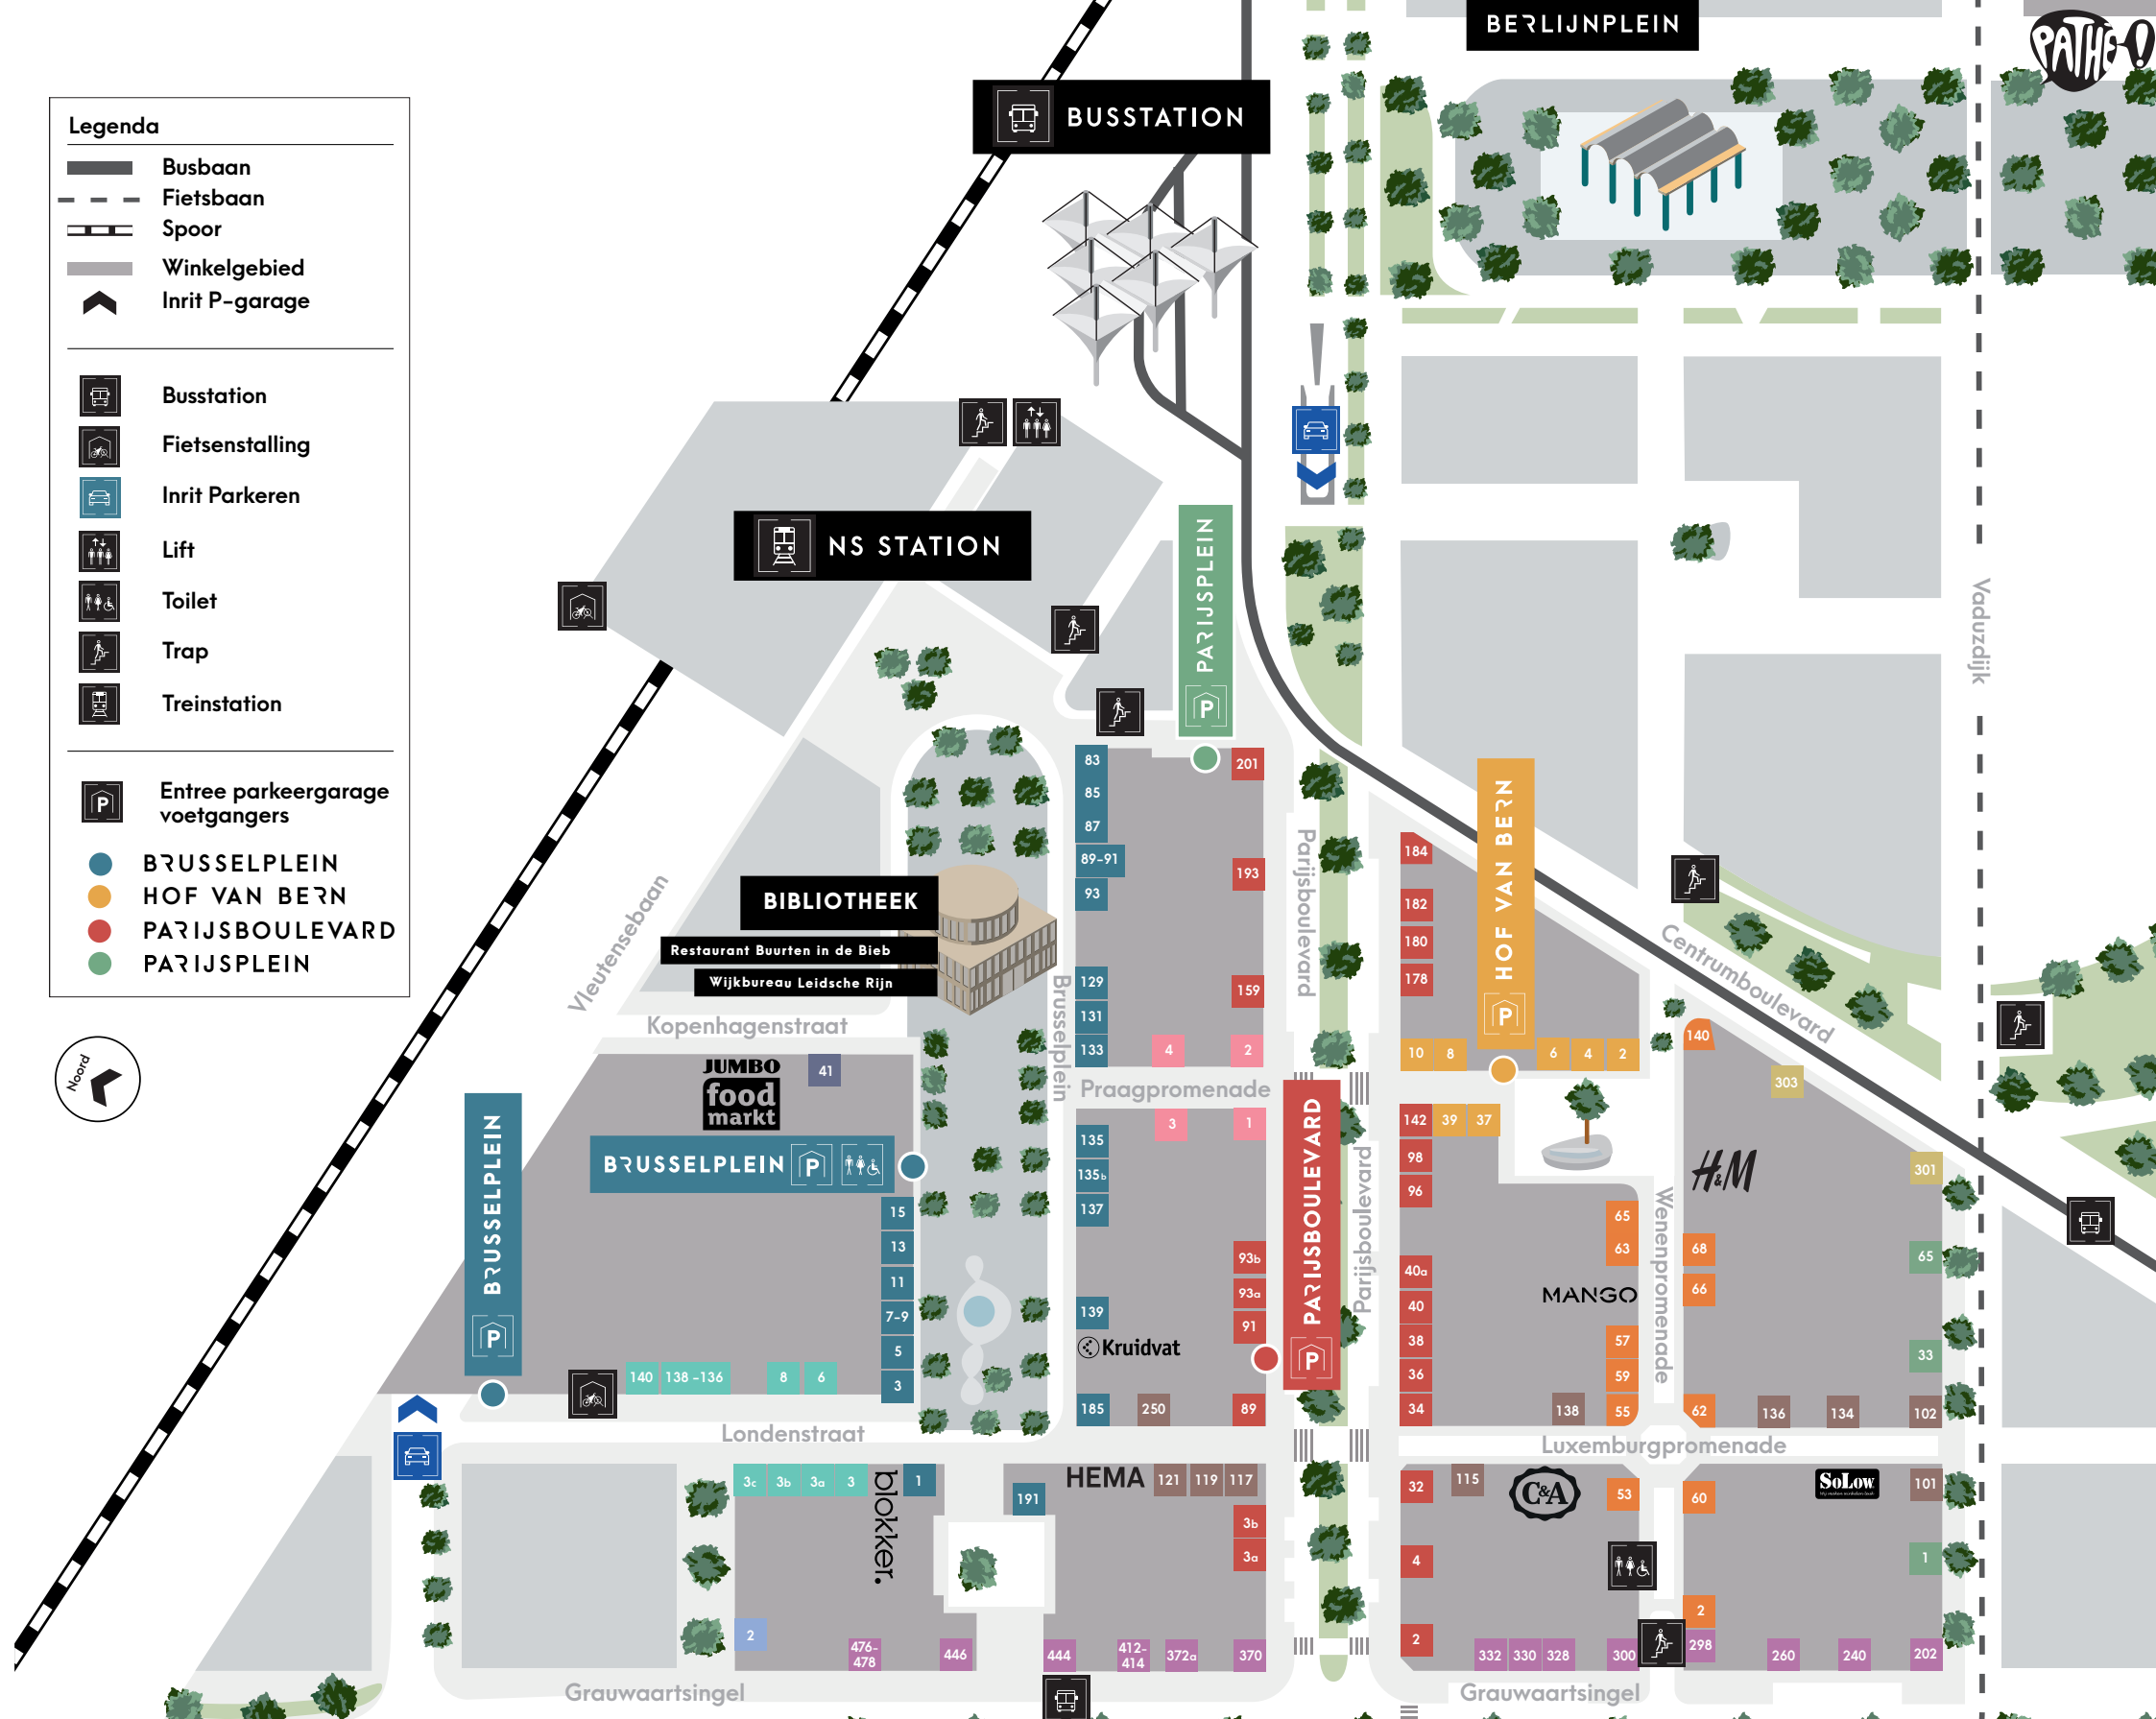 BERLIJNPLEIN
PATHÉ!
BUSSTATION
Legenda
Busbaan
Fietsbaan
Spoor
Winkelgebied
Inrit P-garage
Busstation
Fietsenstalling
Inrit Parkeren
Lift
Toilet
Trap
Treinstation
P
Entree parkeergarage
voetgangers
BRUSSELPLEIN
HOF VAN BERN
PARIJSBOULEVARD
PARIJSPLEIN
Noord
NS STATION
PARIJSPLEIN
P
Vaduzdijk
83
85
87
89-91
93
129
131
133
201
193
159
4
2
Parijsboulevard
184
182
180
178
HOF VAN BERN
P
10
8
6
4
2
Centrumboulevard
BIBLIOTHEEK
Restaurant Buurten in de Bieb
Wijkbureau Leidsche Rijn
Vleutensebaan
Kopenhagenstraat
Brusselplein
Praagpromenade
JUMBO
food
markt
41
BRUSSELPLEIN P
BRUSSELPLEIN
P
15
13
11
7-9
5
3
140
138 -136
8
6
3
1
135
135b
137
139
Kruidvat
185
250
89
93b
93a
91
PARIJSBOULEVARD
P
Parijsboulevard
142
39
37
98
96
40a
40
38
36
34
65
63
MANGO
57
59
55
138
Wenenpromenade
140
303
H&M
301
68
66
62
65
33
136
134
102
Londenstraat
Luxemburgpromenade
3c
3b
3a
3
blokker.
1
2
476-
478
446
191
HEMA
121
119
117
3b
3a
444
412-
414
372a
370
32
115
C&A
53
4
2
332
330
328
300
60
SoLow
101
1
2
298
260
240
202
Grauwaartsingel
Grauwaartsingel